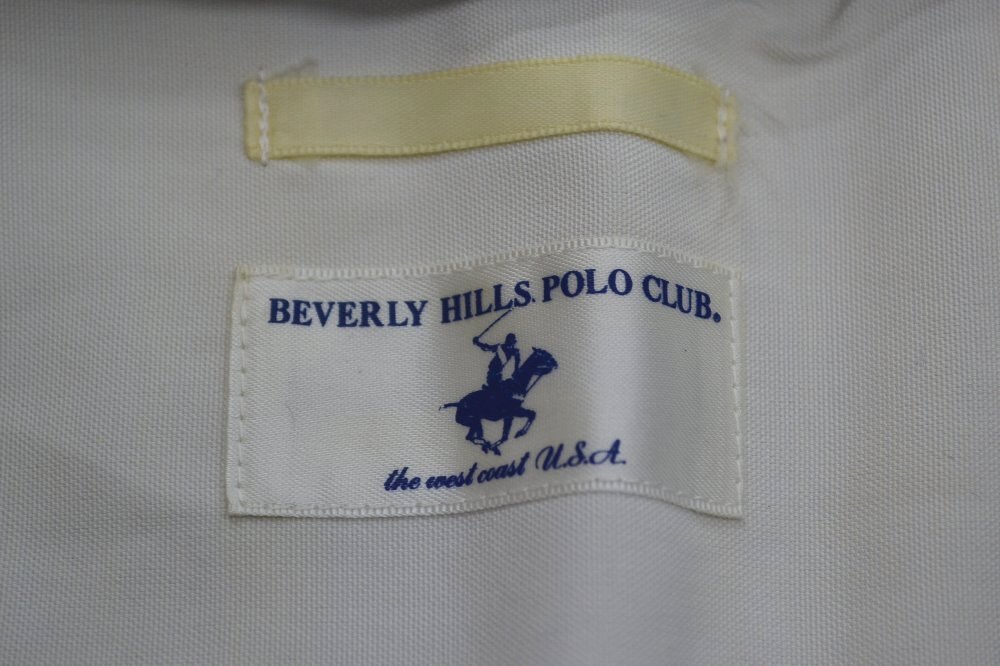 BEVERLY HILLS POLO CLUB.
the west coast U.S.A.